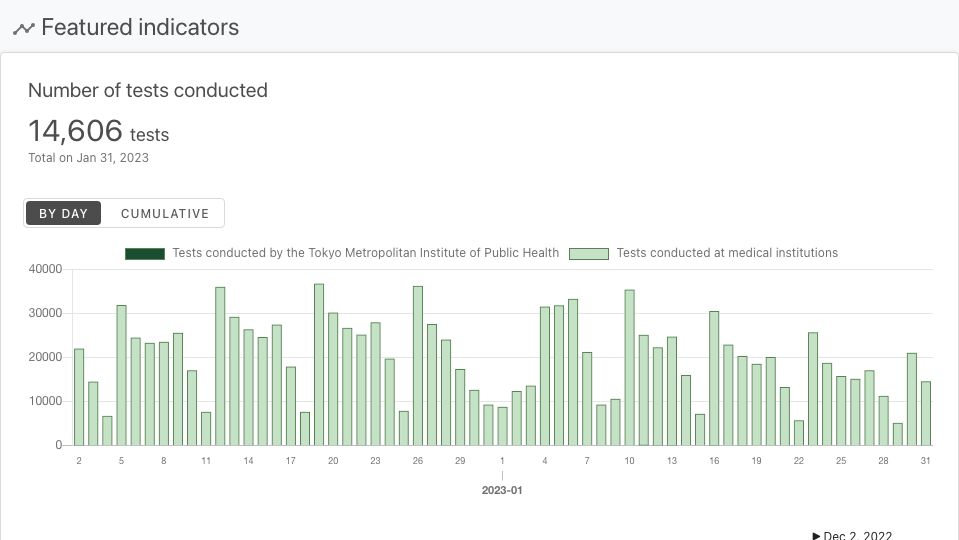 Featured indicators
Number of tests conducted
14,606 tests
Total on Jan 31, 2023
BY DAY CUMULATIVE
Tests conducted by the Tokyo Metropolitan Institute of Public Health Tests conducted at medical institutions
40000
30000
20000
10000
0
2 5 8 11 14 17 20 23 26 29 1 4 7 10 13 16 19 22 25 28 31
2023-01
Dec 2, 2022